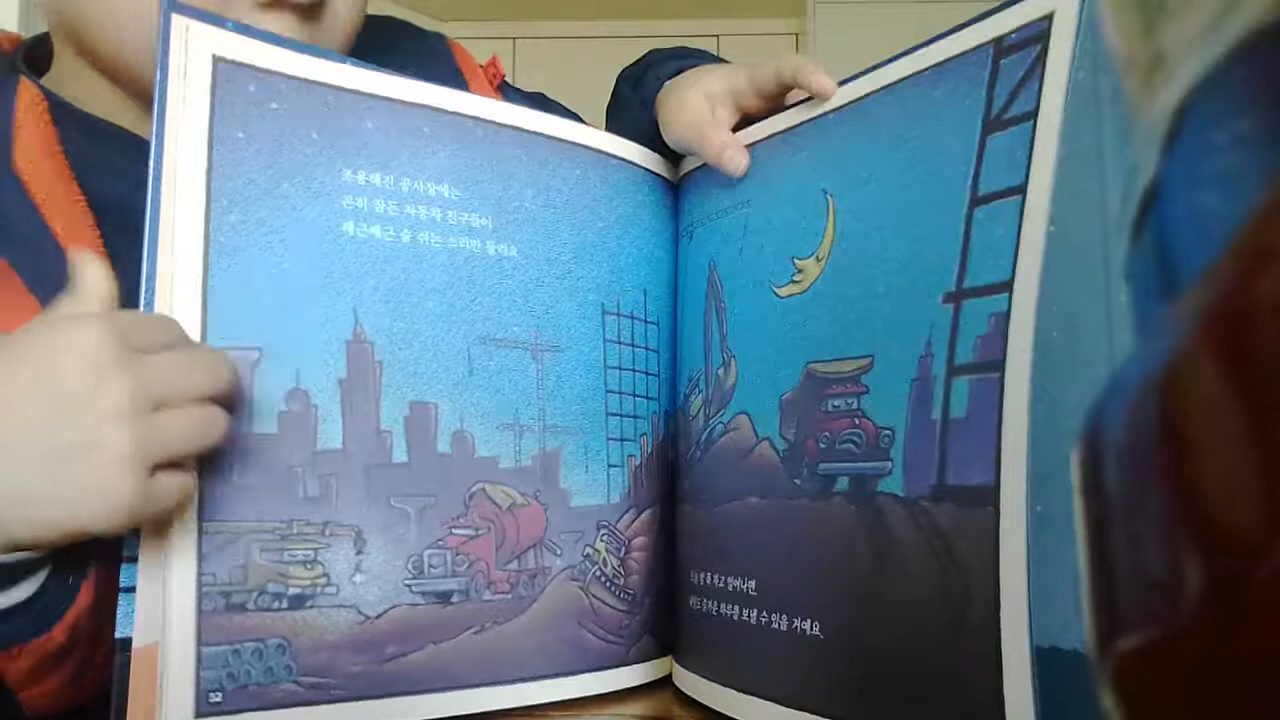 조용해진 공사장에는
곤히 잠든 자동차 친구들이
새근새근 숨 쉬는 소리만 들려요.
오늘 밤 푹 자고 일어나면,
내일도 즐거운 하루를 보낼 수 있을 거예요.
32